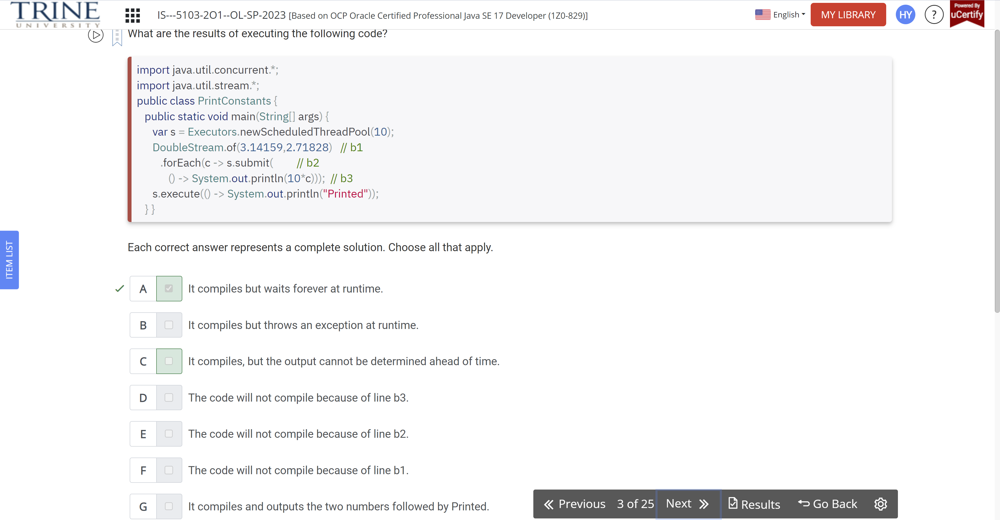 TRINE
UNIVERSITY
IS---5103-2O1--OL-SP-2023 [Based on OCP Oracle Certified Professional Java SE 17 Developer (1Z0-829)]
English
MY LIBRARY
HY
?
Powered By
uCertify
What are the results of executing the following code?
import java.util.concurrent.*;
import java.util.stream.*;
public class PrintConstants {
public static void main(String[] args) {
var s = Executors.newScheduledThreadPool(10);
DoubleStream.of(3.14159,2.71828) // b1
.forEach(c -> s.submit( // b2
() -> System.out.println(10*c))); // b3
s.execute(() -> System.out.println("Printed"));
} }
ITEM LIST
Each correct answer represents a complete solution. Choose all that apply.
A It compiles but waits forever at runtime.
B It compiles but throws an exception at runtime.
C It compiles, but the output cannot be determined ahead of time.
D The code will not compile because of line b3.
E The code will not compile because of line b2.
F The code will not compile because of line b1.
G It compiles and outputs the two numbers followed by Printed.
Previous 3 of 25 Next Results Go Back